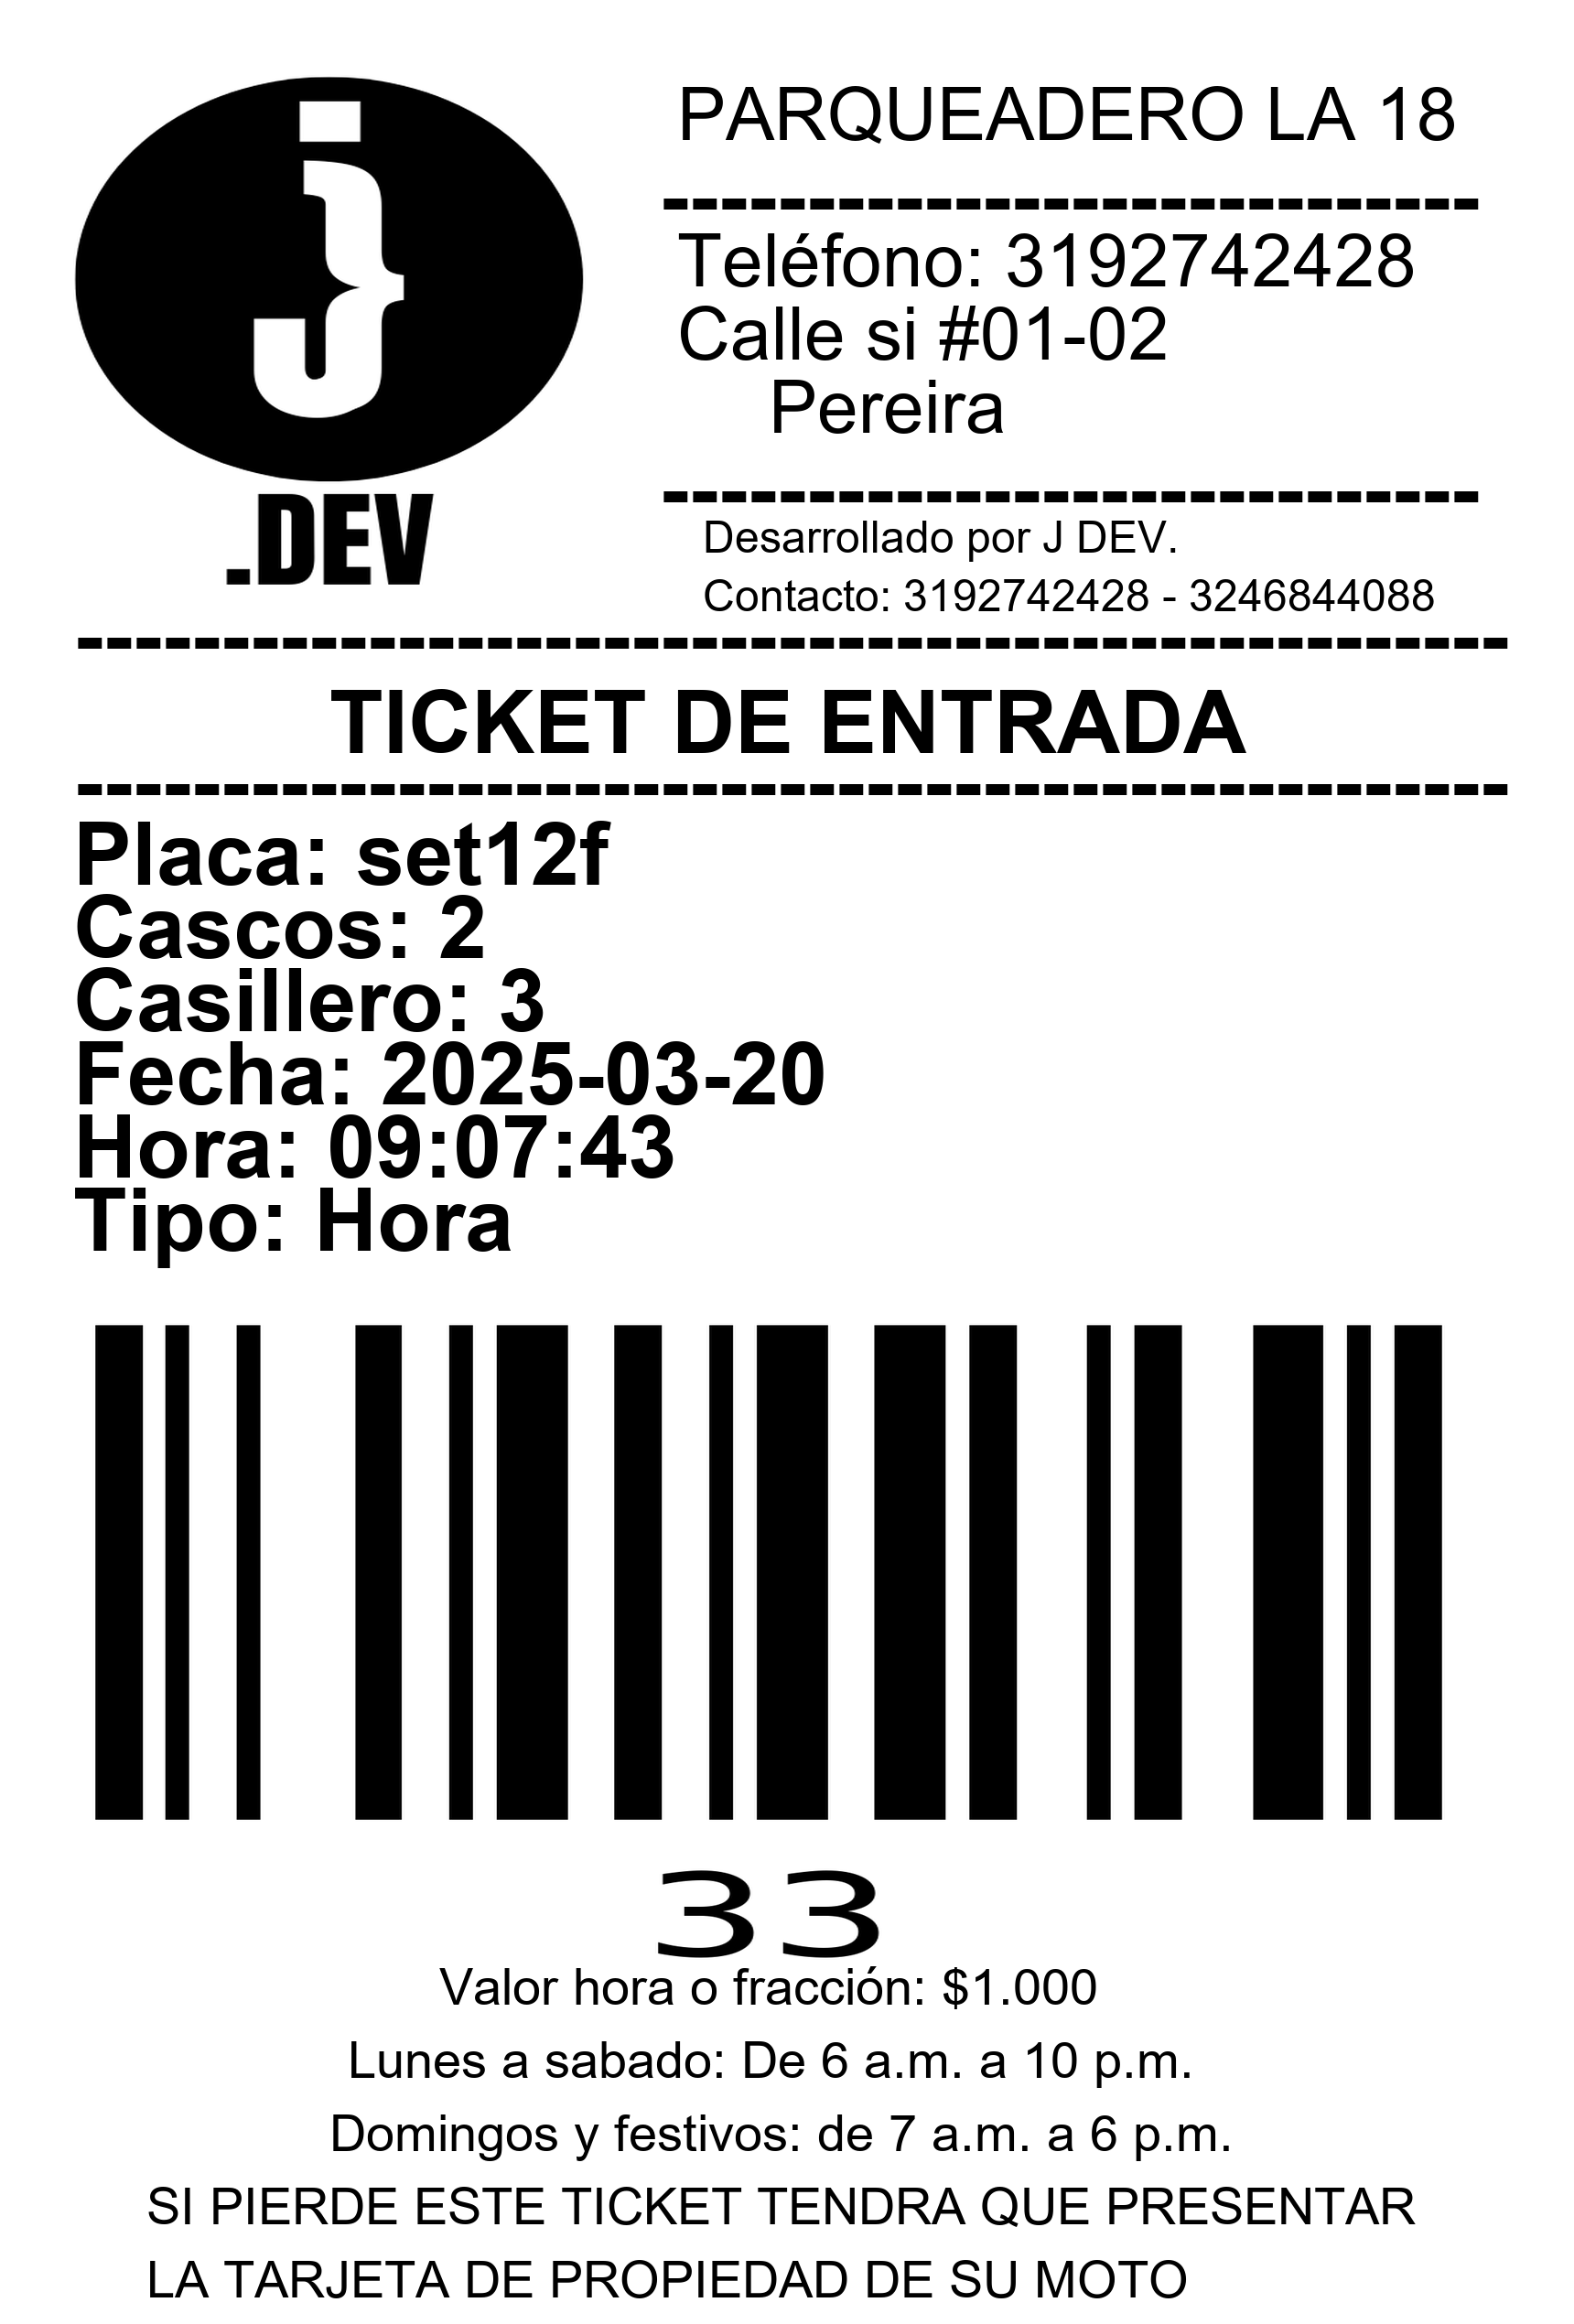 j
.DEV
PARQUEADERO LA 18
----------------------------
Teléfono: 3192742428
Calle si #01-02
Pereira
----------------------------
Desarrollado por J DEV.
Contacto: 3192742428 - 3246844088
-------------------------------------------------
TICKET DE ENTRADA
-------------------------------------------------
Placa: set12f
Cascos: 2
Casillero: 3
Fecha: 2025-03-20
Hora: 09:07:43
Tipo: Hora
33
Valor hora o fracción: $1.000
Lunes a sabado: De 6 a.m. a 10 p.m.
Domingos y festivos: de 7 a.m. a 6 p.m.
SI PIERDE ESTE TICKET TENDRA QUE PRESENTAR
LA TARJETA DE PROPIEDAD DE SU MOTO